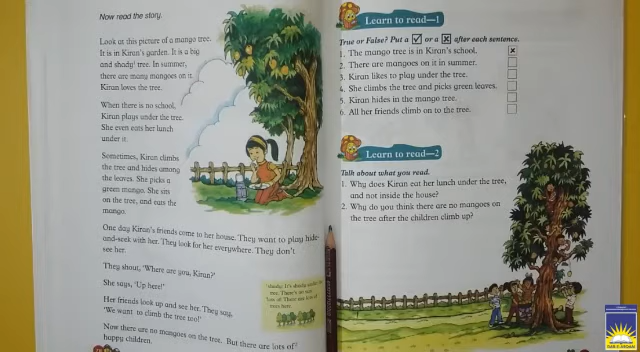 Now read the story.
Look at this picture of a mango tree.
It is in Kiran's garden. It is a big
and shady¹ tree. In summer,
there are many mangoes on it.
Kiran loves the tree.
When there is no school,
Kiran plays under the tree.
She even eats her lunch
under it.
Sometimes, Kiran climbs
the tree and hides among
the leaves. She picks a
green mango. She sits
on the tree, and eats the
mango.
One day Kiran's friends come to her house. They want to play hide-
and-seek with her. They look for her everywhere. They don't
see her.
They shout, 'Where are you, Kiran?'
She says, 'Up here!'
Her friends look up and see her. They say,
'We want to climb the tree too!'
Now there are no mangoes on the tree. But there are lots of
happy children.
Learn to read—1
True or False? Put a ☑ or a ☒ after each sentence.
1. The mango tree is in Kiran's school. ☒
2. There are mangoes on it in summer.
3. Kiran likes to play under the tree.
4. She climbs the tree and picks green leaves.
5. Kiran hides in the mango tree.
6. All her friends climb on to the tree.
Learn to read—2
Talk about what you read.
1. Why does Kiran eat her lunch under the tree,
and not inside the house?
2. Why do you think there are no mangoes on
the tree after the children climb up?